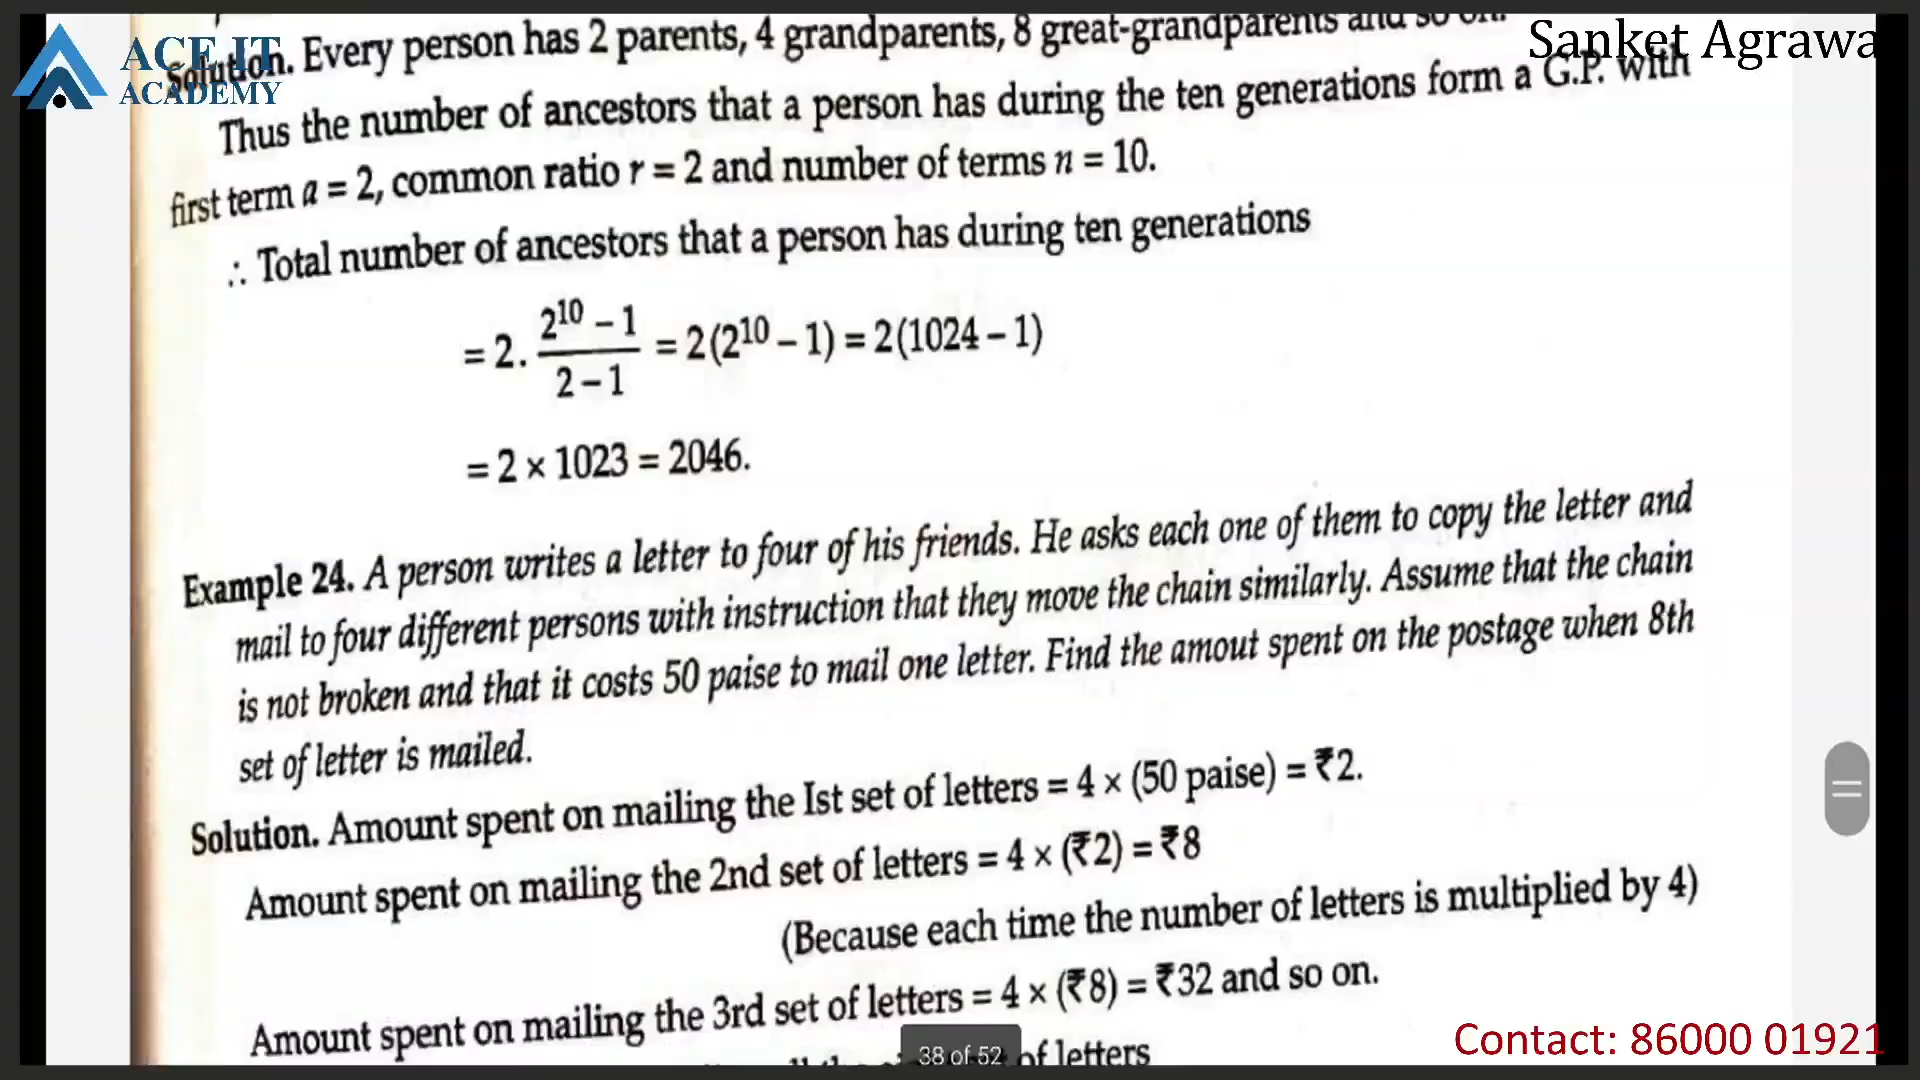 Solution. Every person has 2 parents, 4 grandparents, 8 great-grandparents and so on.
Sanket Agrawa
ACE IT
ACADEMY
Thus the number of ancestors that a person has during the ten generations form a G.P. with
first term a = 2, common ratio r = 2 and number of terms n = 10.
∴ Total number of ancestors that a person has during ten generations
= 2. (2^10 – 1)/(2 – 1) = 2(2^10 – 1) = 2(1024 – 1)
= 2 × 1023 = 2046.
Example 24. A person writes a letter to four of his friends. He asks each one of them to copy the letter and
mail to four different persons with instruction that they move the chain similarly. Assume that the chain
is not broken and that it costs 50 paise to mail one letter. Find the amout spent on the postage when 8th
set of letter is mailed.
Solution. Amount spent on mailing the Ist set of letters = 4 × (50 paise) = ₹2.
Amount spent on mailing the 2nd set of letters = 4 × (₹2) = ₹8
(Because each time the number of letters is multiplied by 4)
Amount spent on mailing the 3rd set of letters = 4 × (₹8) = ₹32 and so on.
38 of 52
of letters
Contact: 86000 01921